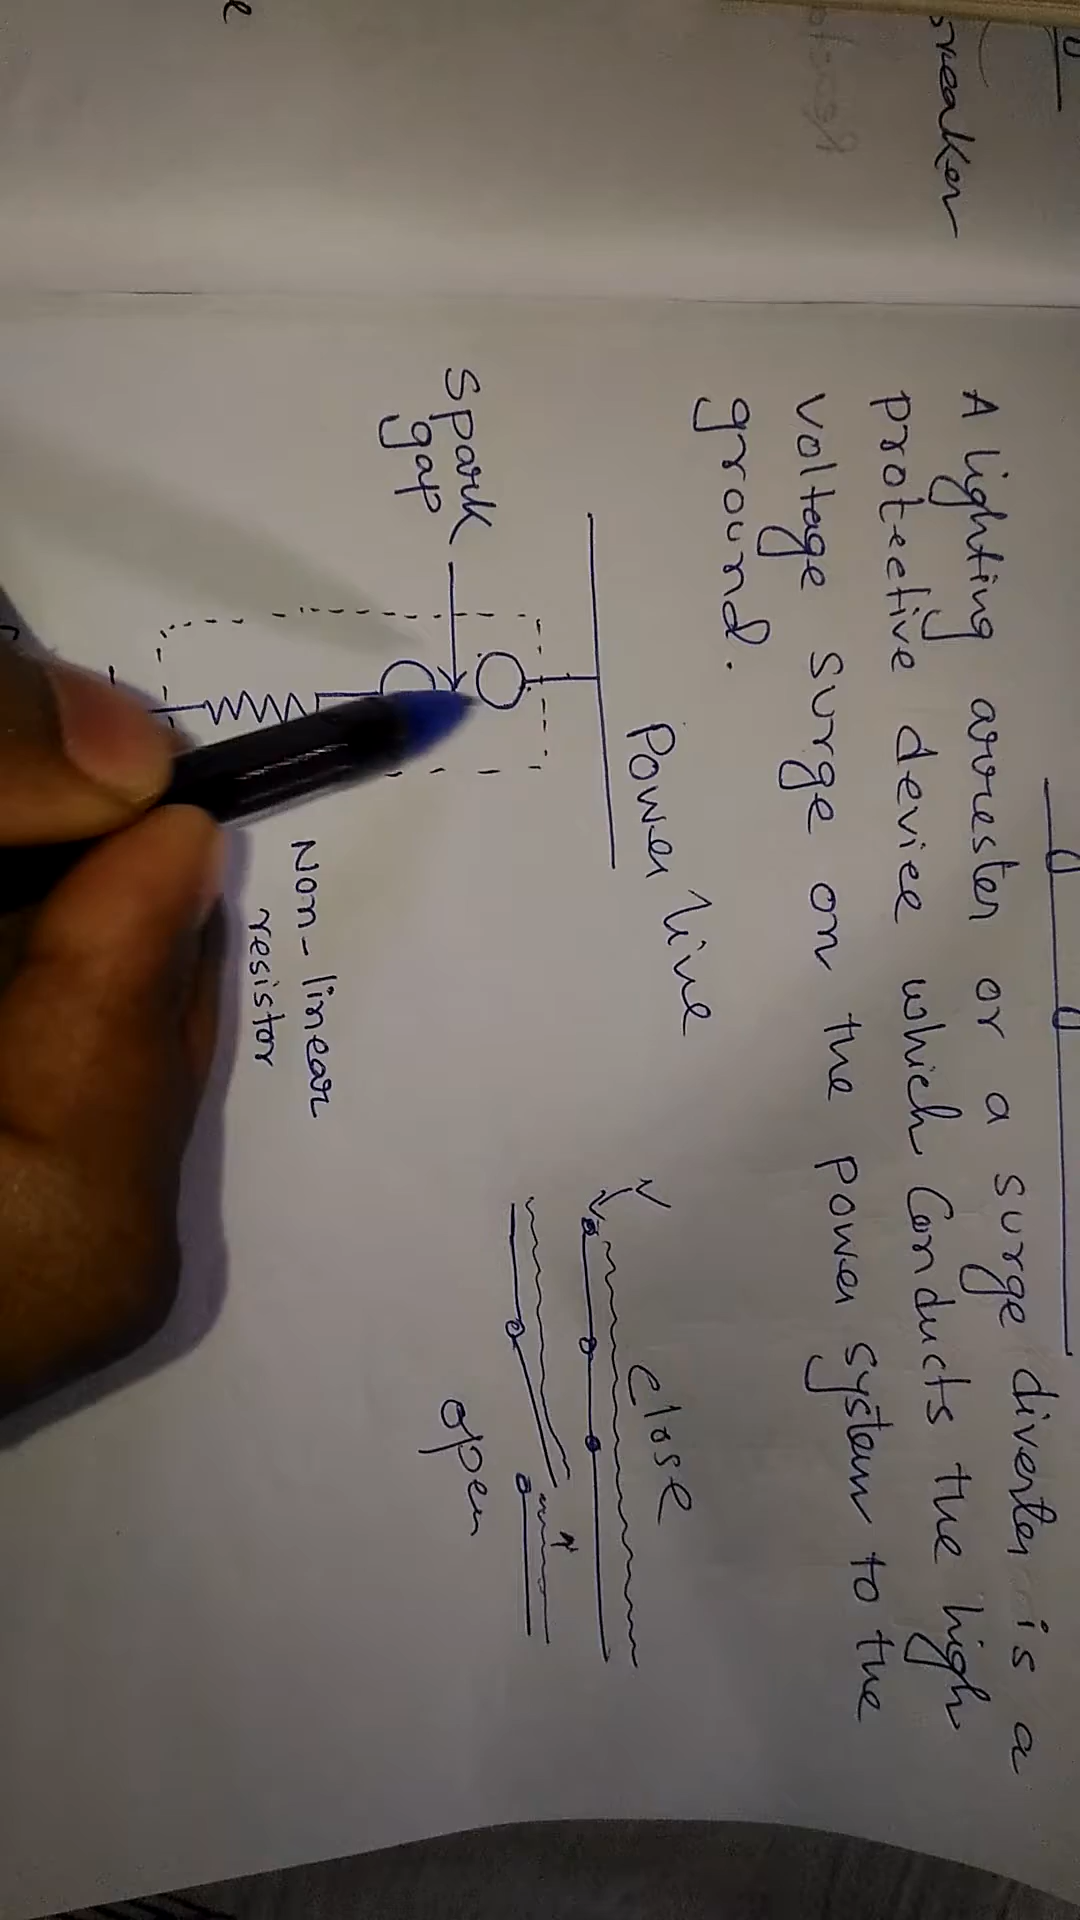 breaker
A lighting arrester or a surge diverter is a
protective device which Conducts the high
voltage surge on the power system to the
ground.
Power line
close
Spark
gap
open
Non-linear
resistor